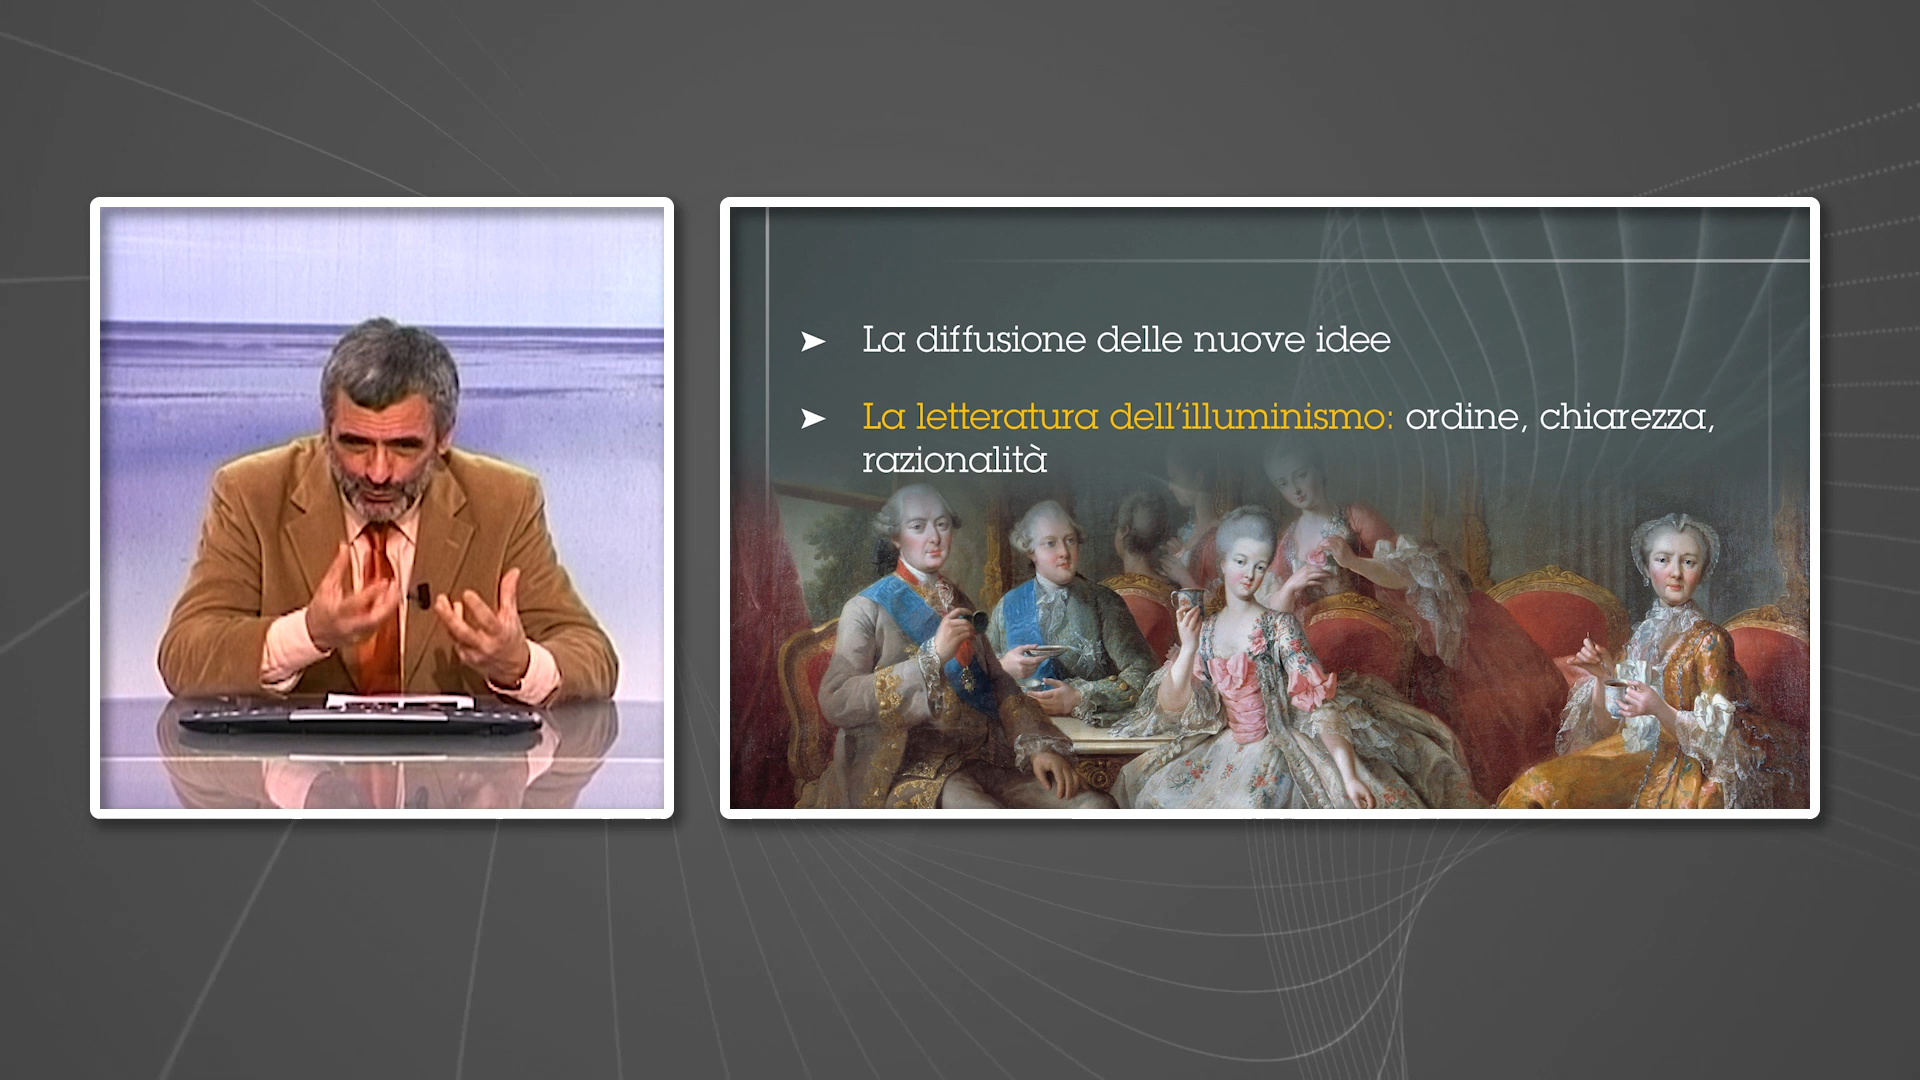 ➤ La diffusione delle nuove idee
➤ La letteratura dell'illuminismo: ordine, chiarezza,
razionalità